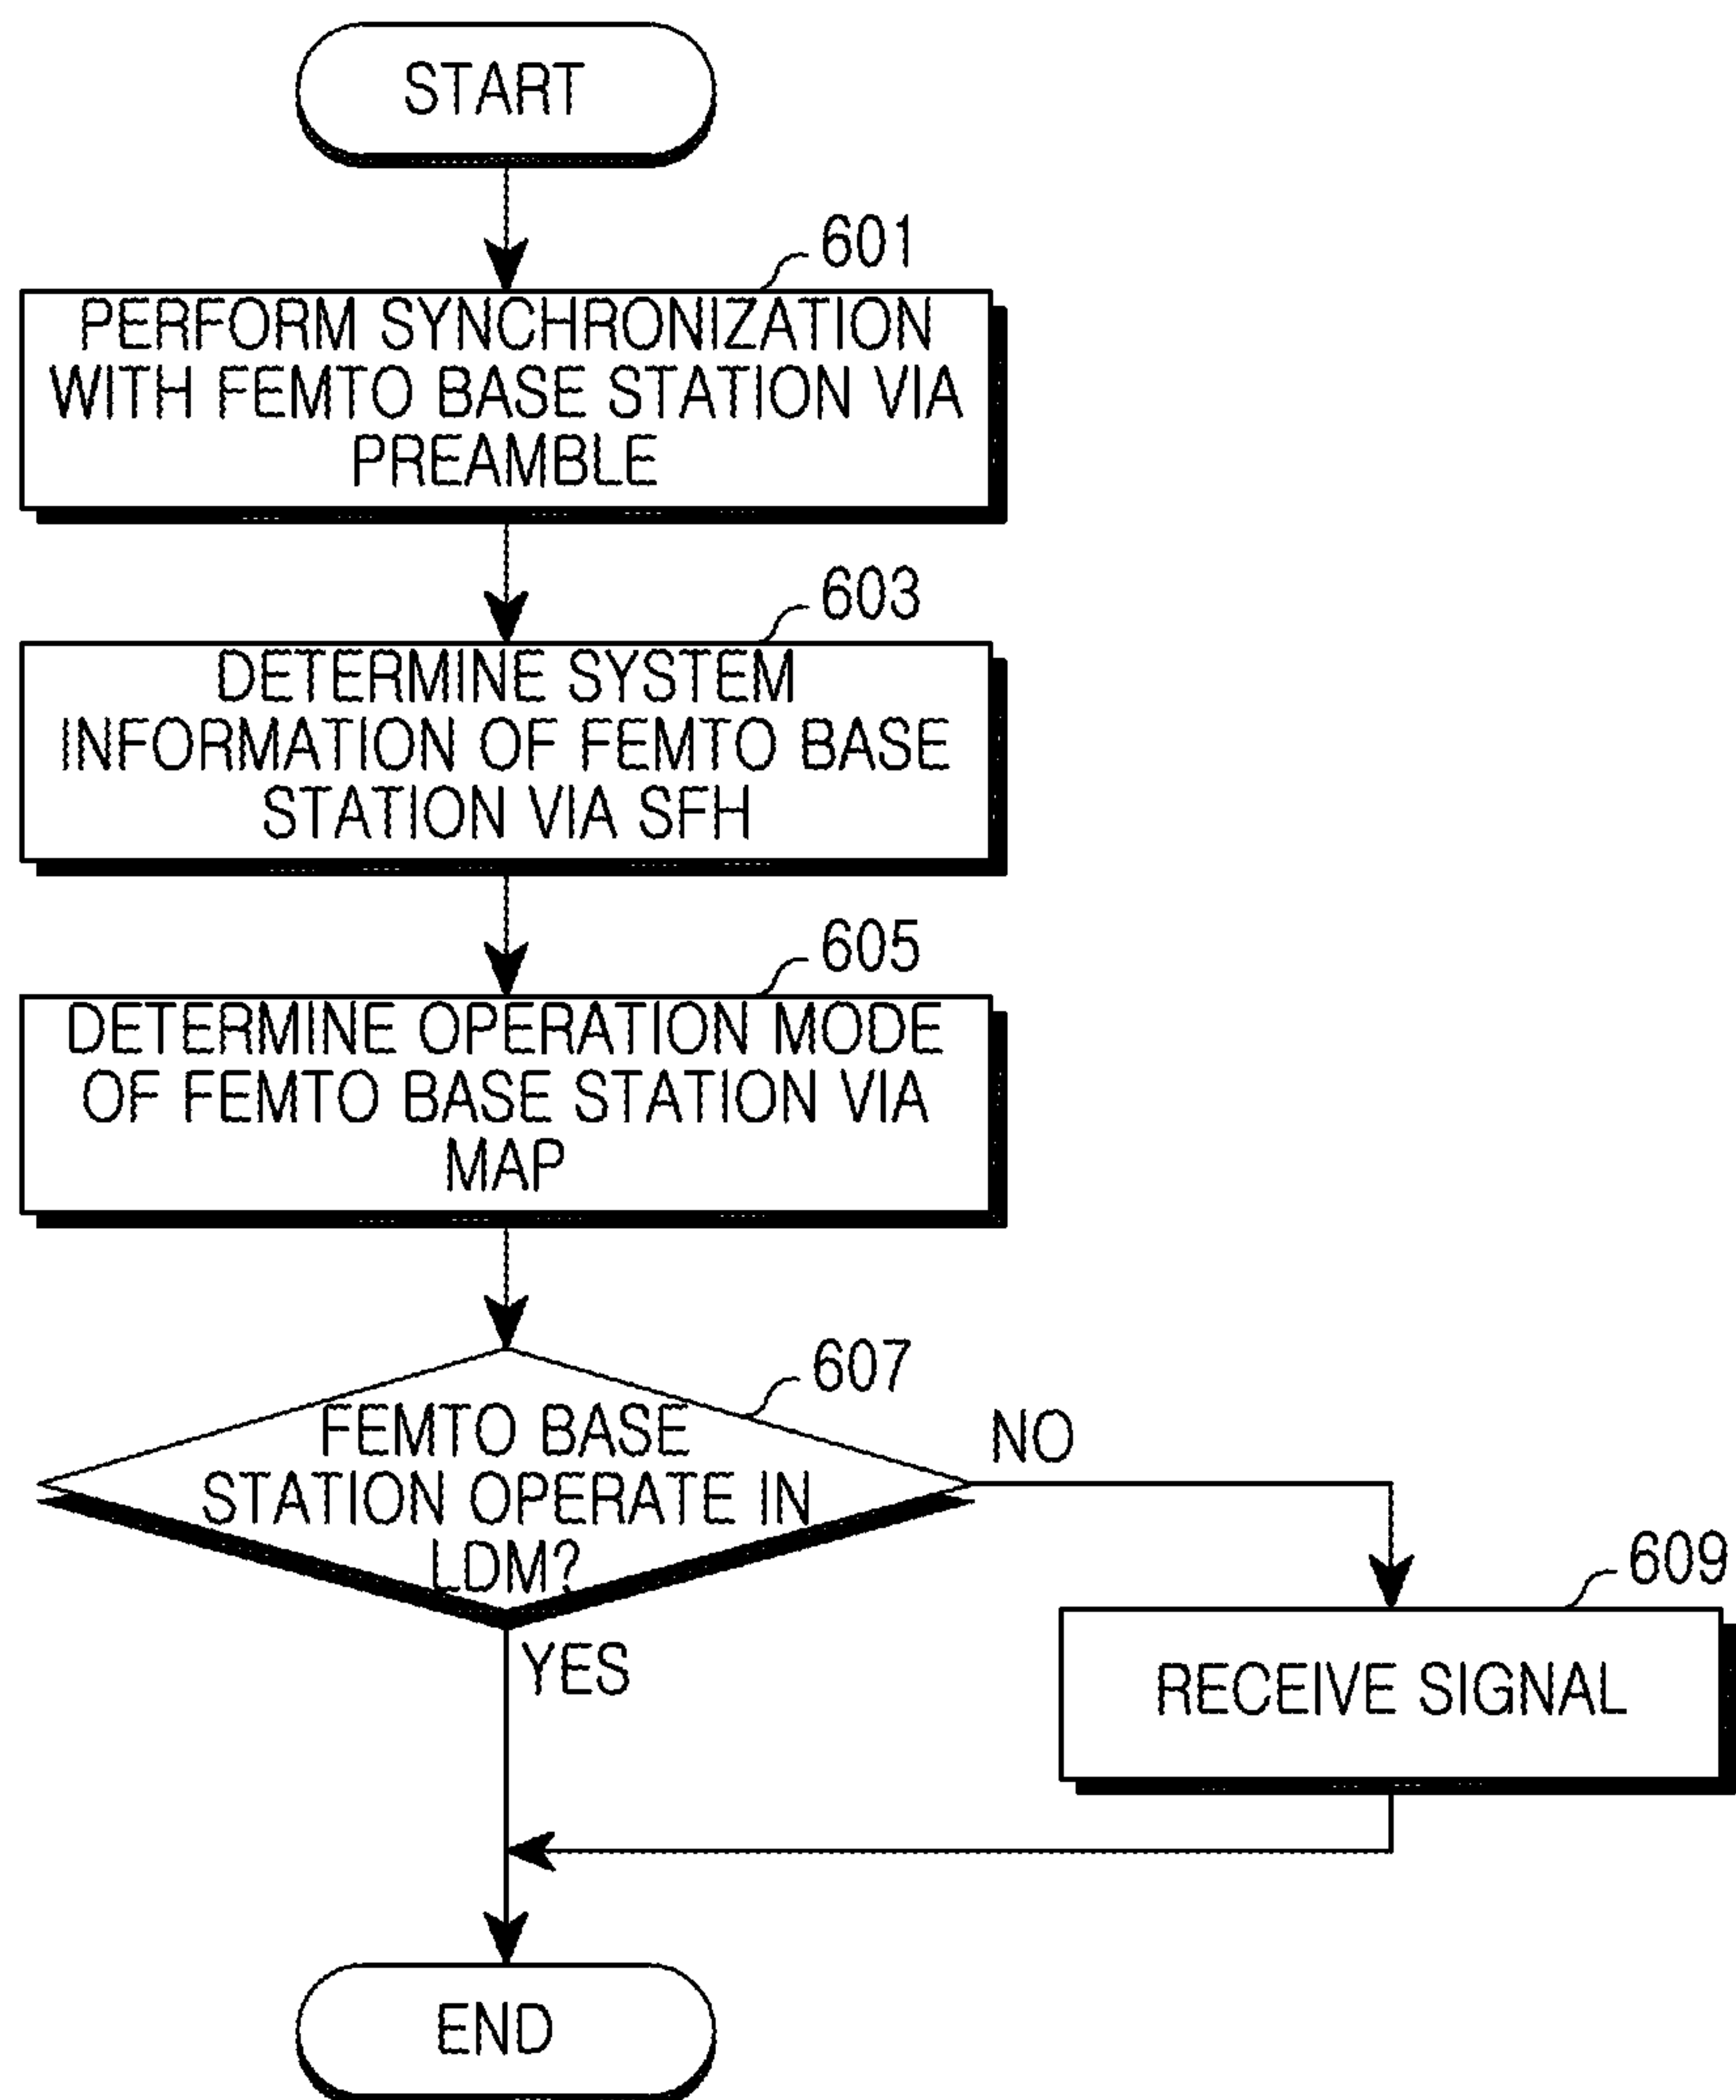 START
601
PERFORM SYNCHRONIZATION
WITH FEMTO BASE STATION VIA
PREAMBLE
603
DETERMINE SYSTEM
INFORMATION OF FEMTO BASE
STATION VIA SFH
605
DETERMINE OPERATION MODE
OF FEMTO BASE STATION VIA
MAP
607
FEMTO BASE
STATION OPERATE IN
LDM?
NO
609
RECEIVE SIGNAL
YES
END